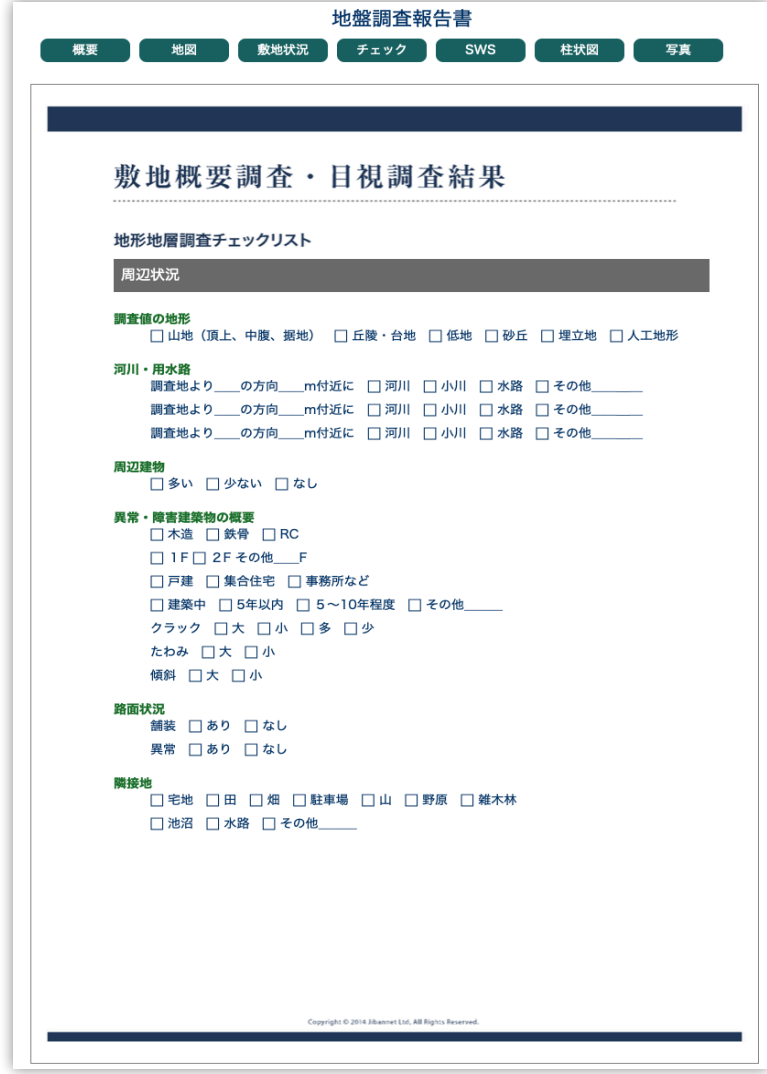 地盤調査報告書
概要 地図 敷地状況 チェック SWS 柱状図 写真
敷地概要調査・目視調査結果
地形地層調査チェックリスト
周辺状況
調査値の地形
□ 山地（頂上、中腹、据地） □ 丘陵・台地 □ 低地 □ 砂丘 □ 埋立地 □ 人工地形
河川・用水路
調査地より___の方向___m付近に □ 河川 □ 小川 □ 水路 □ その他______
調査地より___の方向___m付近に □ 河川 □ 小川 □ 水路 □ その他______
調査地より___の方向___m付近に □ 河川 □ 小川 □ 水路 □ その他______
周辺建物
□ 多い □ 少ない □ なし
異常・障害建築物の概要
□ 木造 □ 鉄骨 □ RC
□ 1F □ 2F その他___F
□ 戸建 □ 集合住宅 □ 事務所など
□ 建築中 □ 5年以内 □ 5～10年程度 □ その他_____
クラック □ 大 □ 小 □ 多 □ 少
たわみ □ 大 □ 小
傾斜 □ 大 □ 小
路面状況
舗装 □ あり □ なし
異常 □ あり □ なし
隣接地
□ 宅地 □ 田 □ 畑 □ 駐車場 □ 山 □ 野原 □ 雑木林
□ 池沼 □ 水路 □ その他_____
Copyright © 2014 Jibannet Ltd, All Rights Reserved.